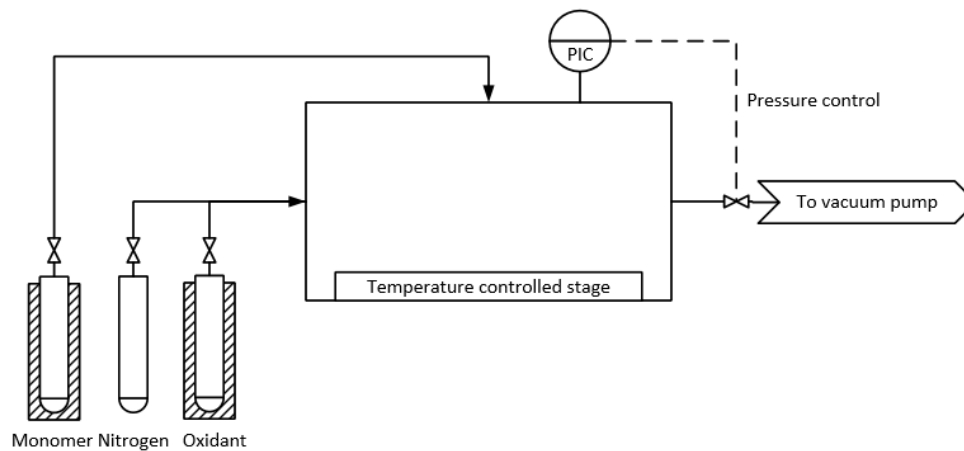 PIC
Pressure control
To vacuum pump
Temperature controlled stage
Monomer Nitrogen Oxidant